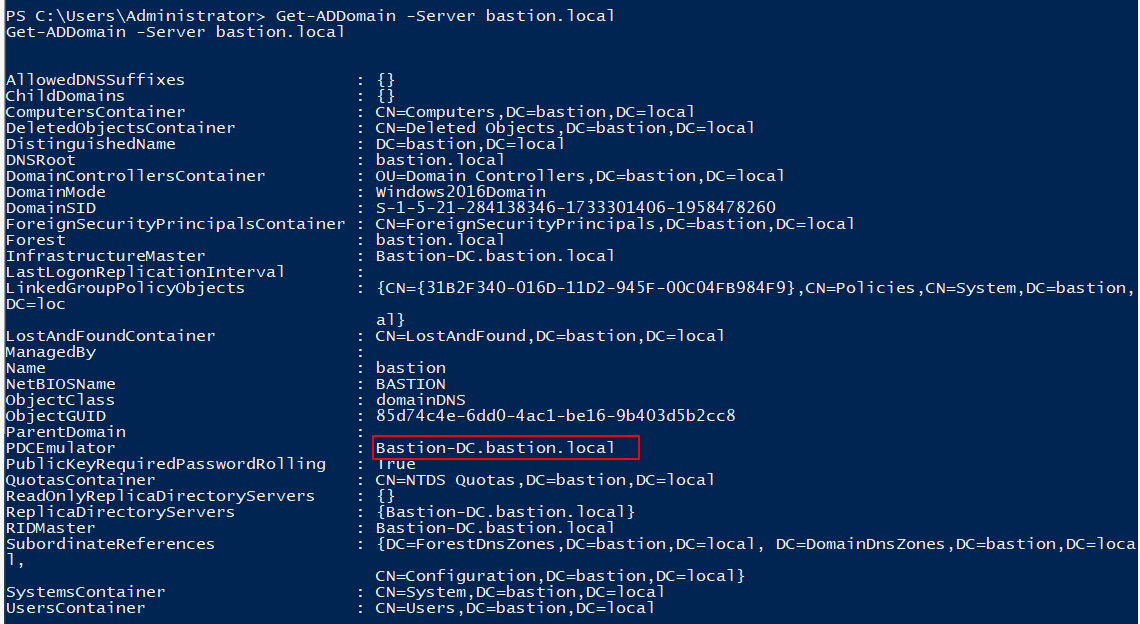 PS C:\Users\Administrator> Get-ADDomain -Server bastion.local
Get-ADDomain -Server bastion.local
AllowedDNSSuffixes : {}
ChildDomains : {}
ComputersContainer : CN=Computers,DC=bastion,DC=local
DeletedObjectsContainer : CN=Deleted Objects,DC=bastion,DC=local
DistinguishedName : DC=bastion,DC=local
DNSRoot : bastion.local
DomainControllersContainer : OU=Domain Controllers,DC=bastion,DC=local
DomainMode : Windows2016Domain
DomainSID : S-1-5-21-284138346-1733301406-1958478260
ForeignSecurityPrincipalsContainer : CN=ForeignSecurityPrincipals,DC=bastion,DC=local
Forest : bastion.local
InfrastructureMaster : Bastion-DC.bastion.local
LastLogonReplicationInterval :
LinkedGroupPolicyObjects : {CN={31B2F340-016D-11D2-945F-00C04FB984F9},CN=Policies,CN=System,DC=bastion,
DC=loc
al}
LostAndFoundContainer : CN=LostAndFound,DC=bastion,DC=local
ManagedBy :
Name : bastion
NetBIOSName : BASTION
ObjectClass : domainDNS
ObjectGUID : 85d74c4e-6dd0-4ac1-be16-9b403d5b2cc8
ParentDomain :
PDCEmulator : Bastion-DC.bastion.local
PublicKeyRequiredPasswordRolling : True
QuotasContainer : CN=NTDS Quotas,DC=bastion,DC=local
ReadOnlyReplicaDirectoryServers : {}
ReplicaDirectoryServers : {Bastion-DC.bastion.local}
RIDMaster : Bastion-DC.bastion.local
SubordinateReferences : {DC=ForestDnsZones,DC=bastion,DC=local, DC=DomainDnsZones,DC=bastion,DC=loca
l,
CN=Configuration,DC=bastion,DC=local}
SystemsContainer : CN=System,DC=bastion,DC=local
UsersContainer : CN=Users,DC=bastion,DC=local